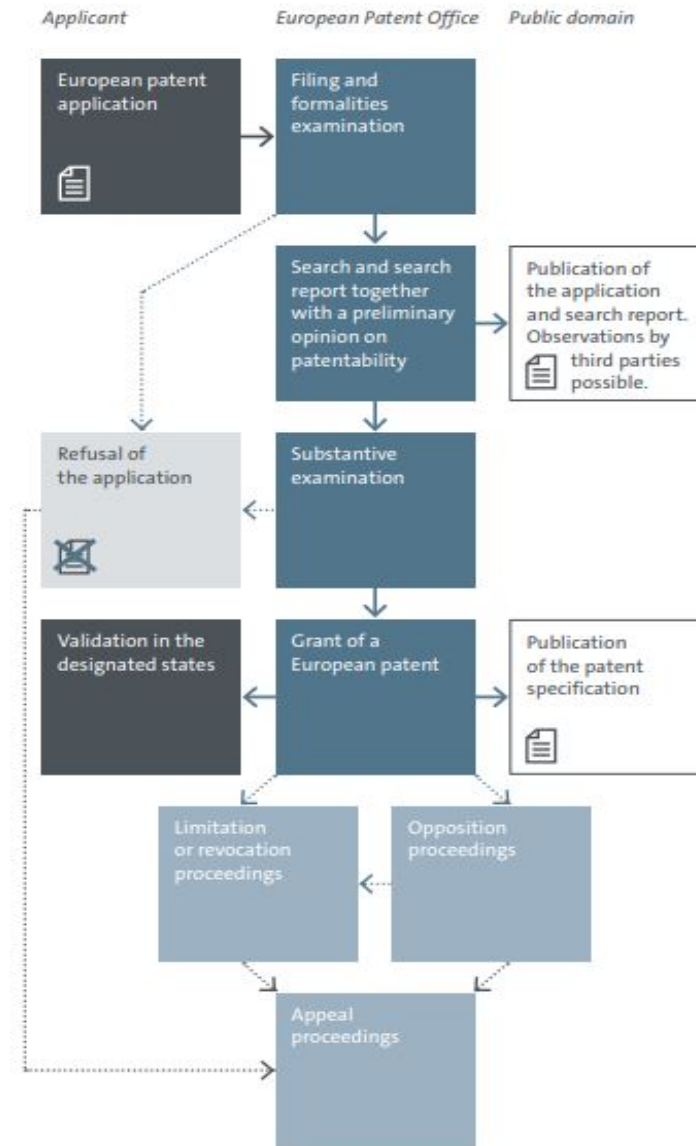 Applicant
European Patent Office
Public domain
European patent
application
Filing and
formalities
examination
Search and search
report together
with a preliminary
opinion on
patentability
Publication of
the application
and search report.
Observations by
third parties
possible.
Refusal of
the application
Substantive
examination
Validation in the
designated states
Grant of a
European patent
Publication
of the patent
specification
Limitation
or revocation
proceedings
Opposition
proceedings
Appeal
proceedings